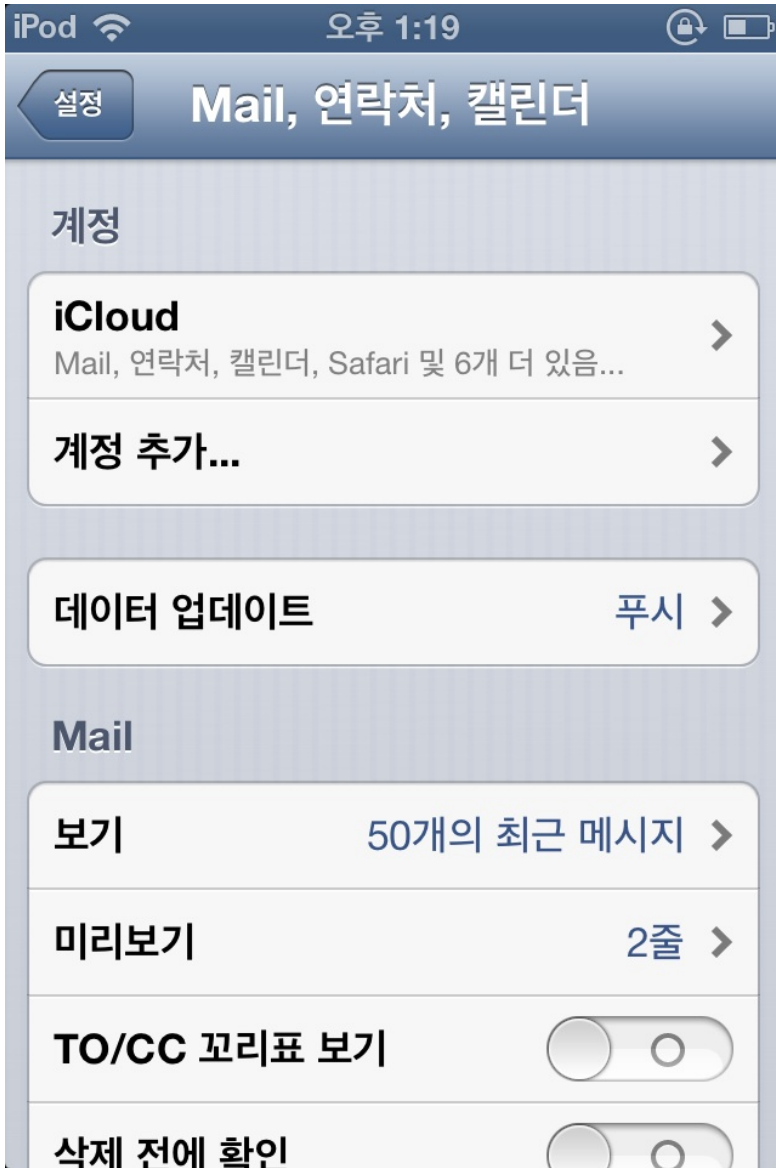 iPod 오후 1:19
설정 Mail, 연락처, 캘린더
계정
iCloud
Mail, 연락처, 캘린더, Safari 및 6개 더 있음...
계정 추가...
데이터 업데이트 푸시
Mail
보기 50개의 최근 메시지
미리보기 2줄
TO/CC 꼬리표 보기
삭제 전에 확인